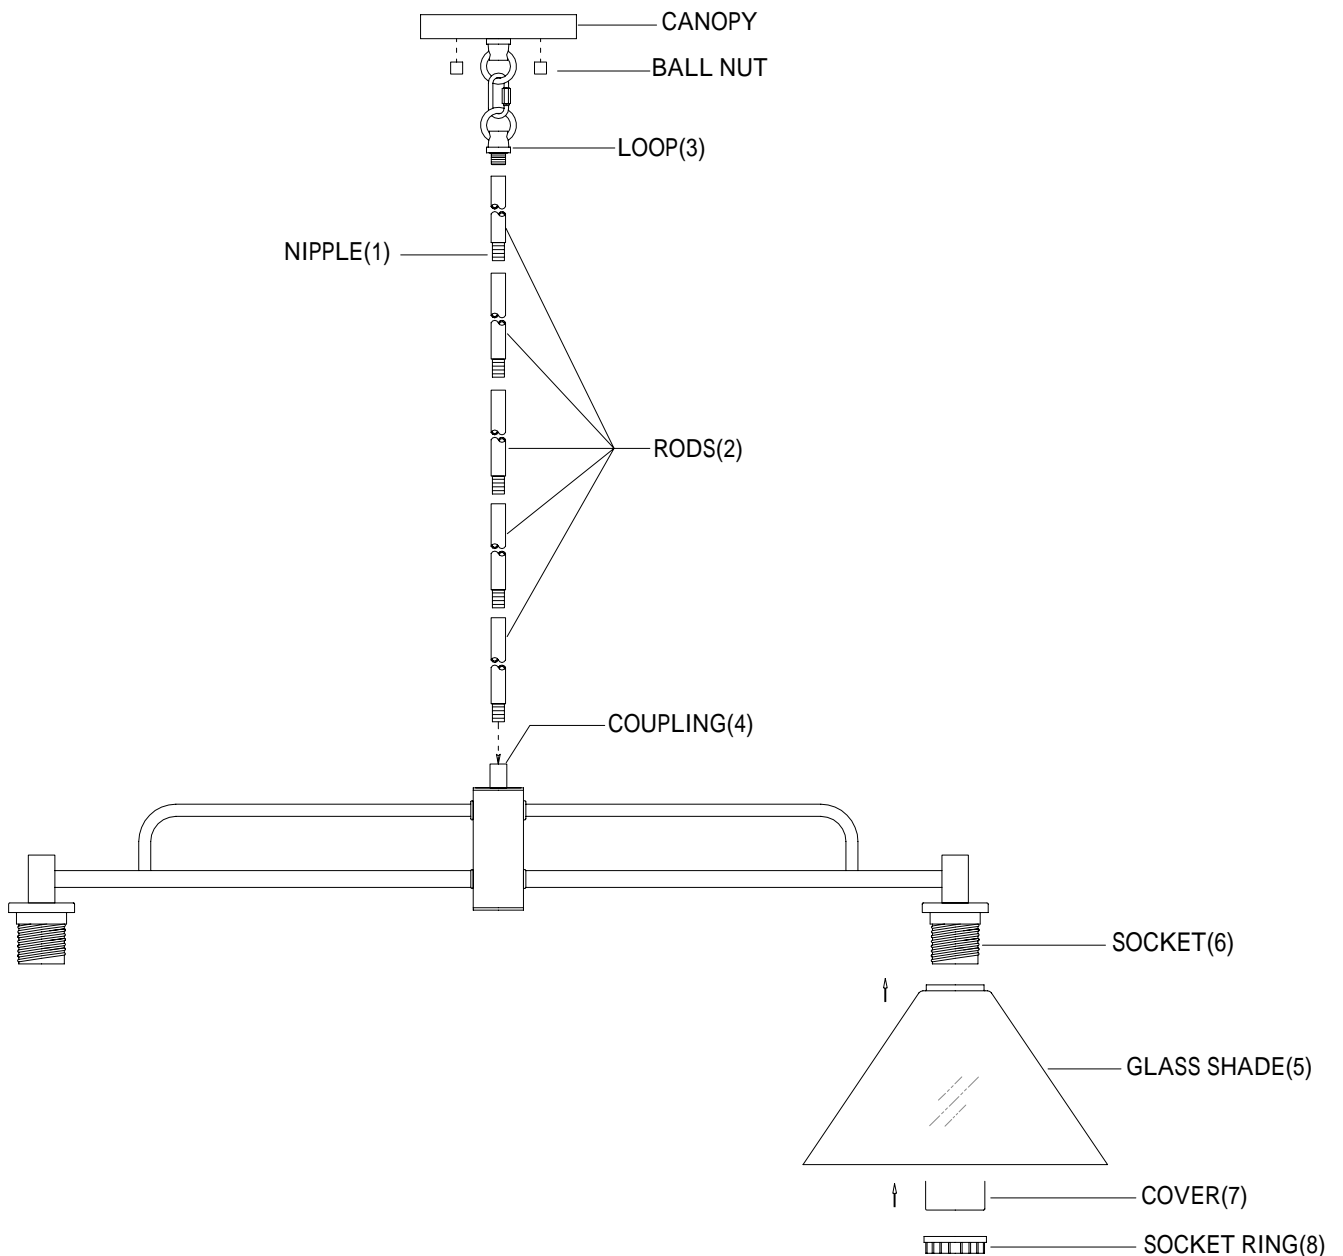 CANOPY
BALL NUT
LOOP(3)
NIPPLE(1)
RODS(2)
COUPLING(4)
SOCKET(6)
GLASS SHADE(5)
COVER(7)
SOCKET RING(8)